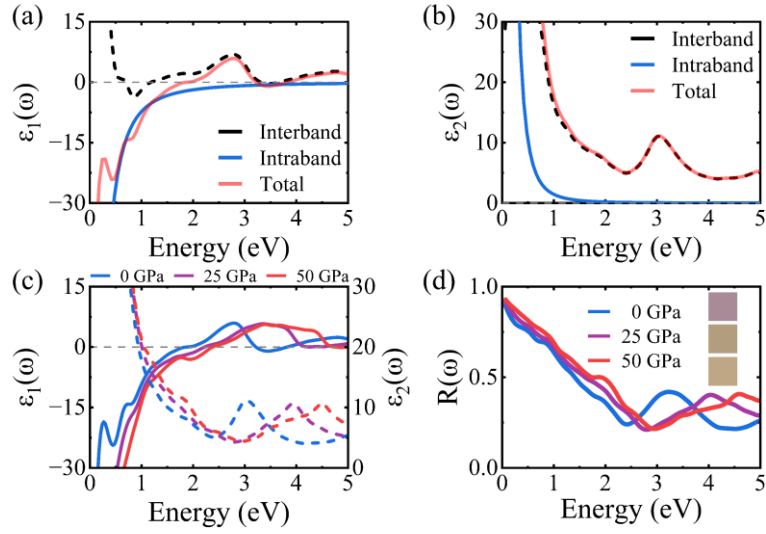 (a)
15
0
-15
-30
ε₁(ω)
Interband
Intraband
Total
0 1 2 3 4 5
Energy (eV)
(b)
30
20
10
0
ε₂(ω)
Interband
Intraband
Total
0 1 2 3 4 5
Energy (eV)
(c)
0 GPa 25 GPa 50 GPa
15
0
-15
-30
ε₁(ω)
30
20
10
0
ε₂(ω)
0 1 2 3 4 5
Energy (eV)
(d)
1.0
0.5
0.0
R(ω)
0 GPa
25 GPa
50 GPa
0 1 2 3 4 5
Energy (eV)